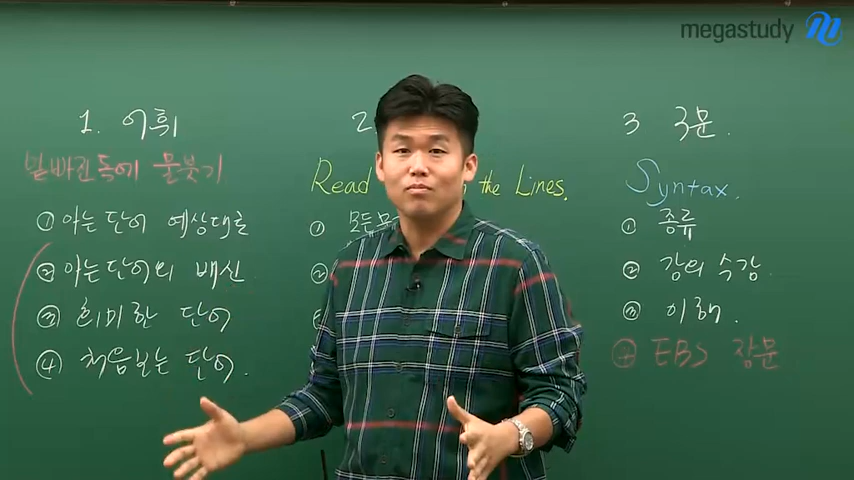 megastudy
1. 어휘
밑빠진독에 물붓기
① 아는 단어 예상대로
② 아는 단어의 배신
③ 희미한 단어
④ 처음보는 단어.
2
Read the Lines.
① 모든
②
3 구문.
Syntax.
① 종류
② 강의 수강
③ 이해.
EBS 장문